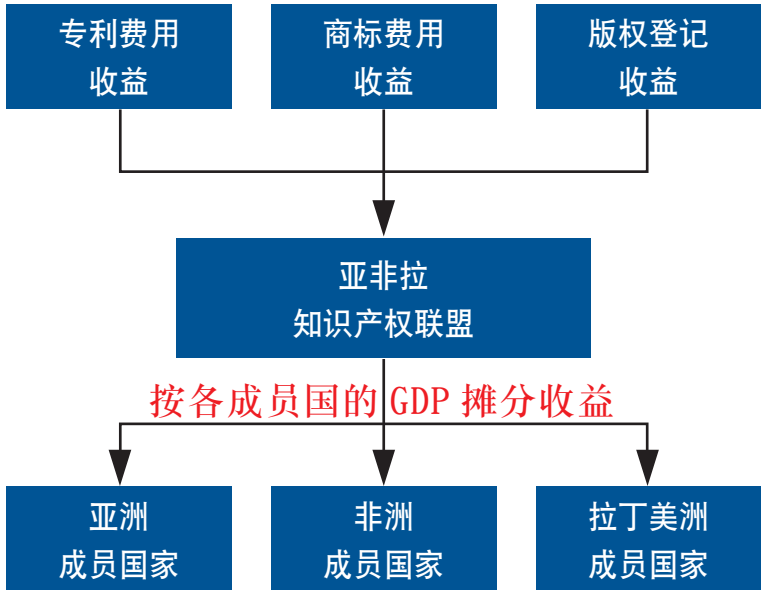 专利费用
收益
商标费用
收益
版权登记
收益
亚非拉
知识产权联盟
按各成员国的 GDP 摊分收益
亚洲
成员国家
非洲
成员国家
拉丁美洲
成员国家